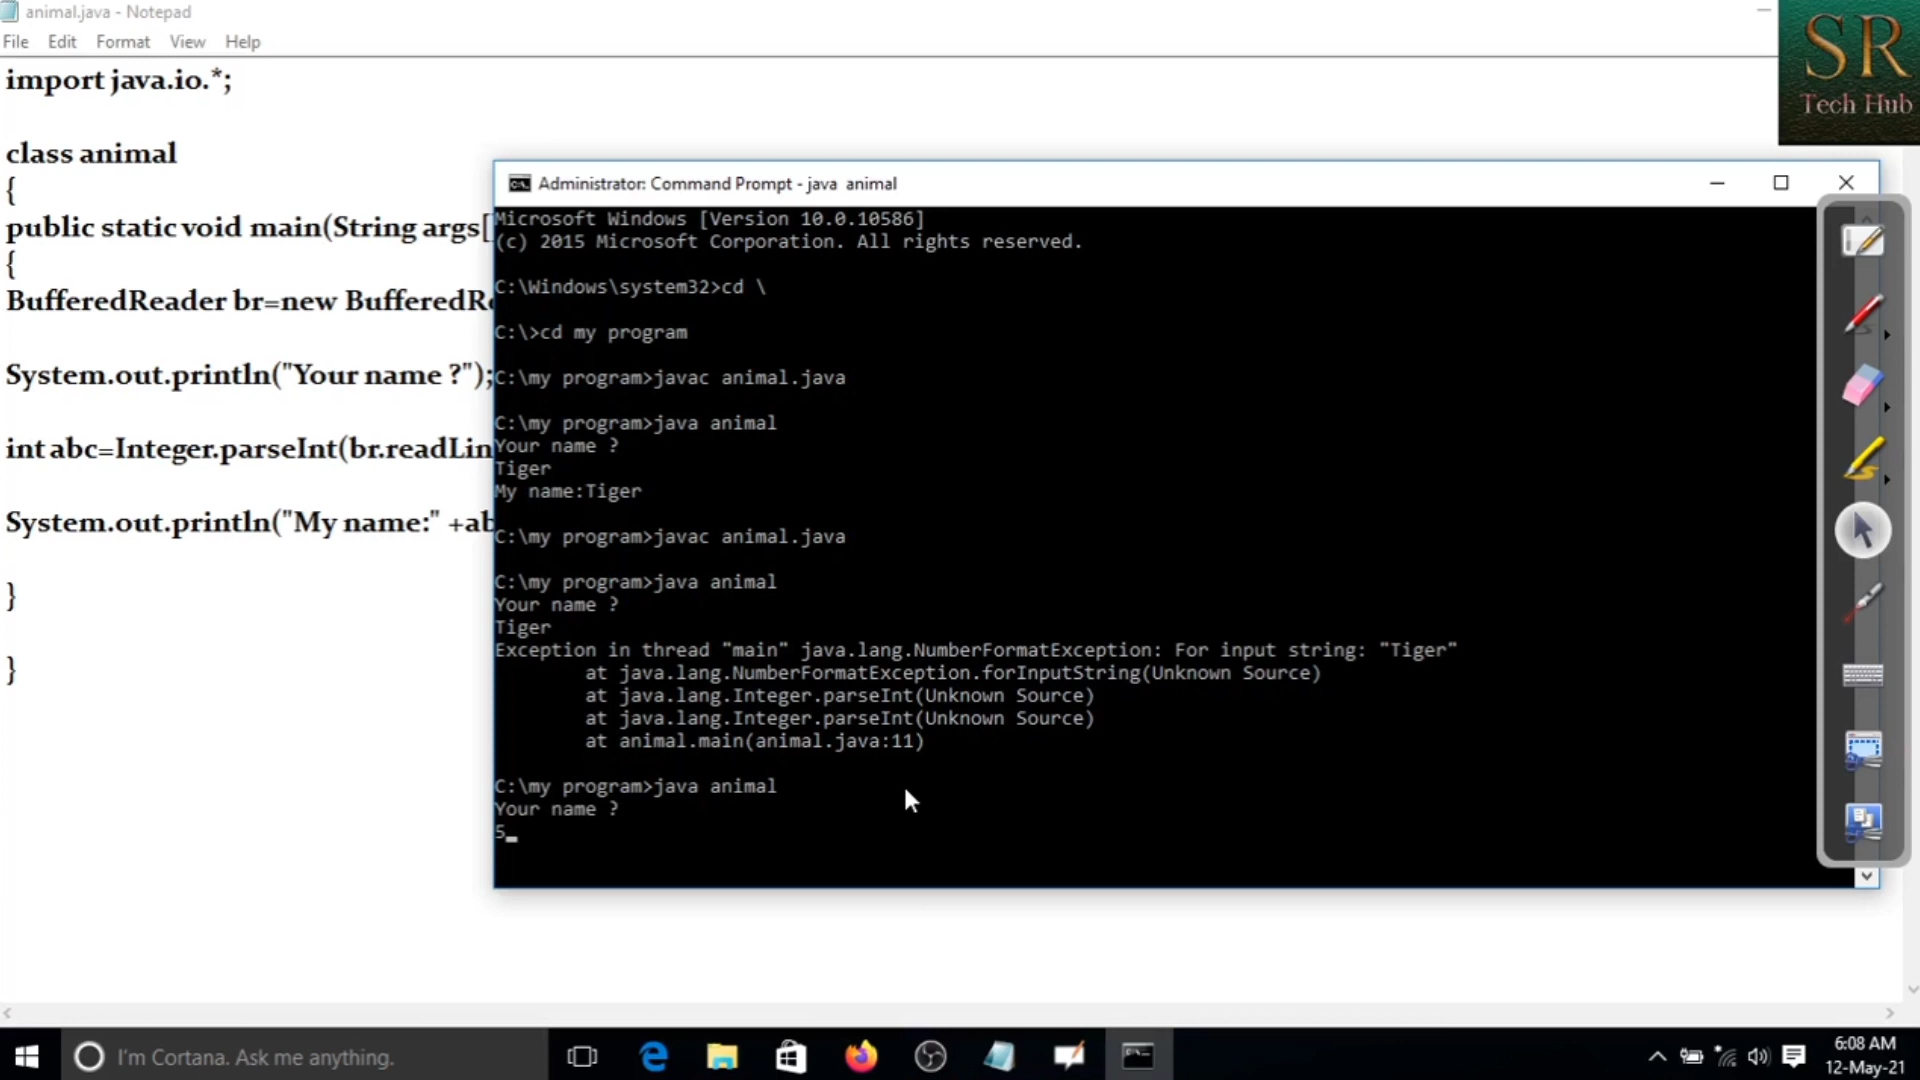 animal.java - Notepad
File Edit Format View Help
import java.io.*;
class animal
{
public static void main(String args[
{
BufferedReader br=new BufferedRe
System.out.println("Your name ?");
int abc=Integer.parseInt(br.readLin
System.out.println("My name:" +ab
}
}
SR
Tech Hub
Administrator: Command Prompt - java animal
Microsoft Windows [Version 10.0.10586]
(c) 2015 Microsoft Corporation. All rights reserved.
C:\Windows\system32>cd \
C:\>cd my program
C:\my program>javac animal.java
C:\my program>java animal
Your name ?
Tiger
My name:Tiger
C:\my program>javac animal.java
C:\my program>java animal
Your name ?
Tiger
Exception in thread "main" java.lang.NumberFormatException: For input string: "Tiger"
at java.lang.NumberFormatException.forInputString(Unknown Source)
at java.lang.Integer.parseInt(Unknown Source)
at java.lang.Integer.parseInt(Unknown Source)
at animal.main(animal.java:11)
C:\my program>java animal
Your name ?
5
I'm Cortana. Ask me anything.
6:08 AM
12-May-21